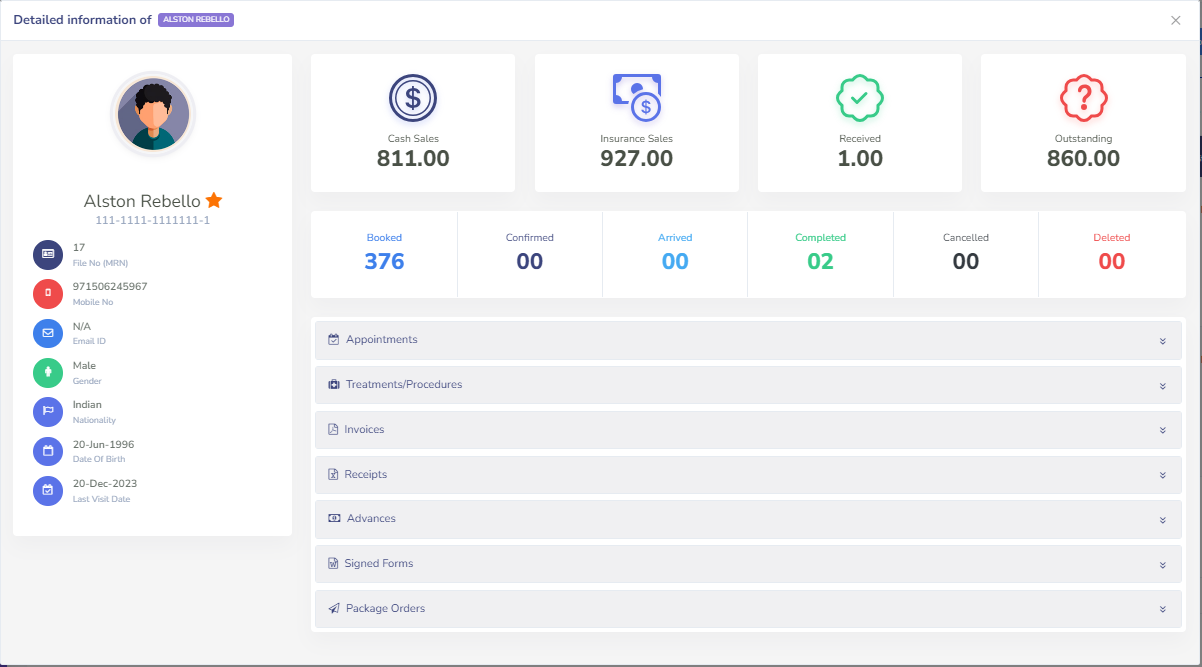 Detailed information of ALSTON REBELLO
Alston Rebello
111-1111-1111111-1
17
File No (MRN)
971506245967
Mobile No
N/A
Email ID
Male
Gender
Indian
Nationality
20-Jun-1996
Date Of Birth
20-Dec-2023
Last Visit Date
Cash Sales
811.00
Insurance Sales
927.00
Received
1.00
Outstanding
860.00
Booked
376
Confirmed
00
Arrived
00
Completed
02
Cancelled
00
Deleted
00
Appointments
Treatments/Procedures
Invoices
Receipts
Advances
Signed Forms
Package Orders